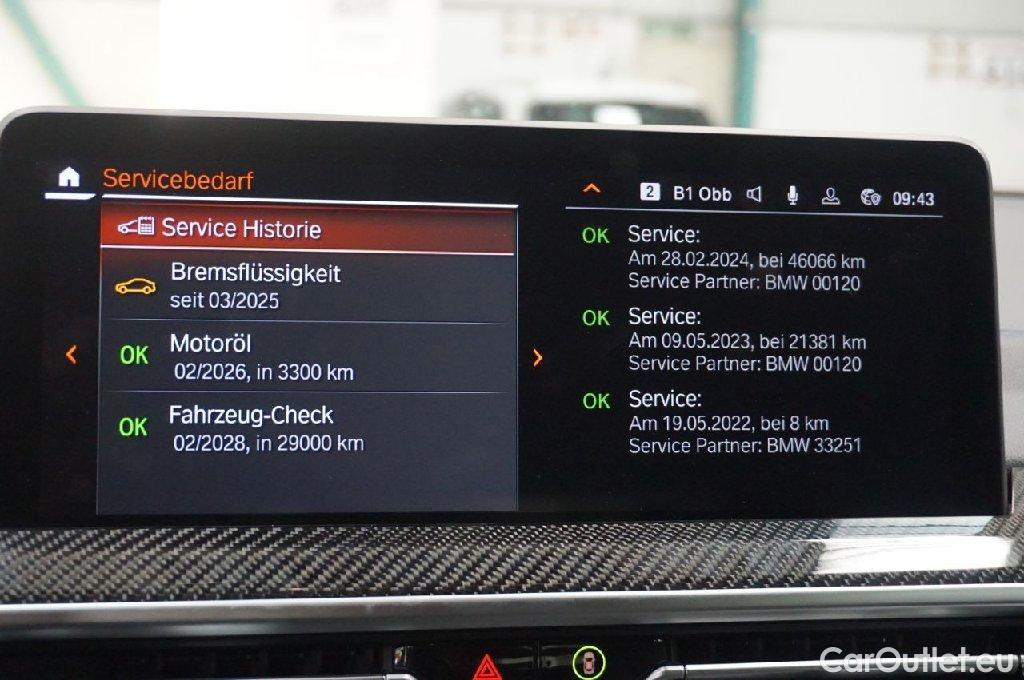 Servicebedarf
2 B1 Obb 09:43
Service Historie
Bremsflüssigkeit
seit 03/2025
OK Motoröl
02/2026, in 3300 km
OK Fahrzeug-Check
02/2028, in 29000 km
OK Service:
Am 28.02.2024, bei 46066 km
Service Partner: BMW 00120
OK Service:
Am 09.05.2023, bei 21381 km
Service Partner: BMW 00120
OK Service:
Am 19.05.2022, bei 8 km
Service Partner: BMW 33251
CarOutlet.eu